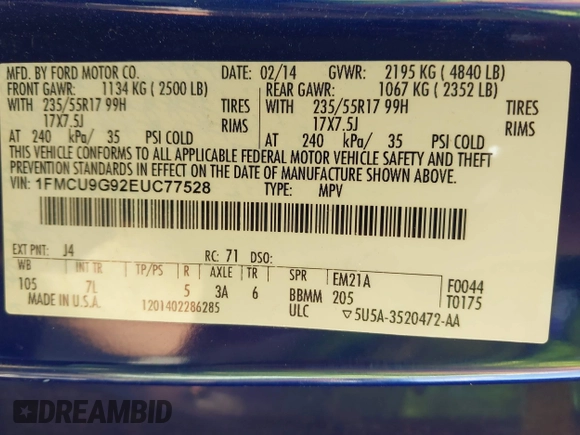 MFD. BY FORD MOTOR CO. DATE: 02/14 GVWR: 2195 KG ( 4840 LB)
FRONT GAWR: 1134 KG ( 2500 LB) REAR GAWR: 1067 KG ( 2352 LB)
WITH 235/55R17 99H TIRES WITH 235/55R17 99H TIRES
17X7.5J RIMS 17X7.5J RIMS
AT 240 kPa/ 35 PSI COLD AT 240 kPa/ 35 PSI COLD
THIS VEHICLE CONFORMS TO ALL APPLICABLE FEDERAL MOTOR VEHICLE SAFETY AND THEFT
PREVENTION STANDARDS IN EFFECT ON THE DATE OF MANUFACTURE SHOWN ABOVE.
VIN: 1FMCU9G92EUC77528 TYPE: MPV
EXT PNT: J4 RC: 71 DSO:
WB INT TR TP/PS R AXLE TR SPR EM21A F0044
105 7L 5 3A 6 BBMM 205 T0175
MADE IN U.S.A. 1201402286285 ULC ▽5U5A-3520472-AA
DREAMBID